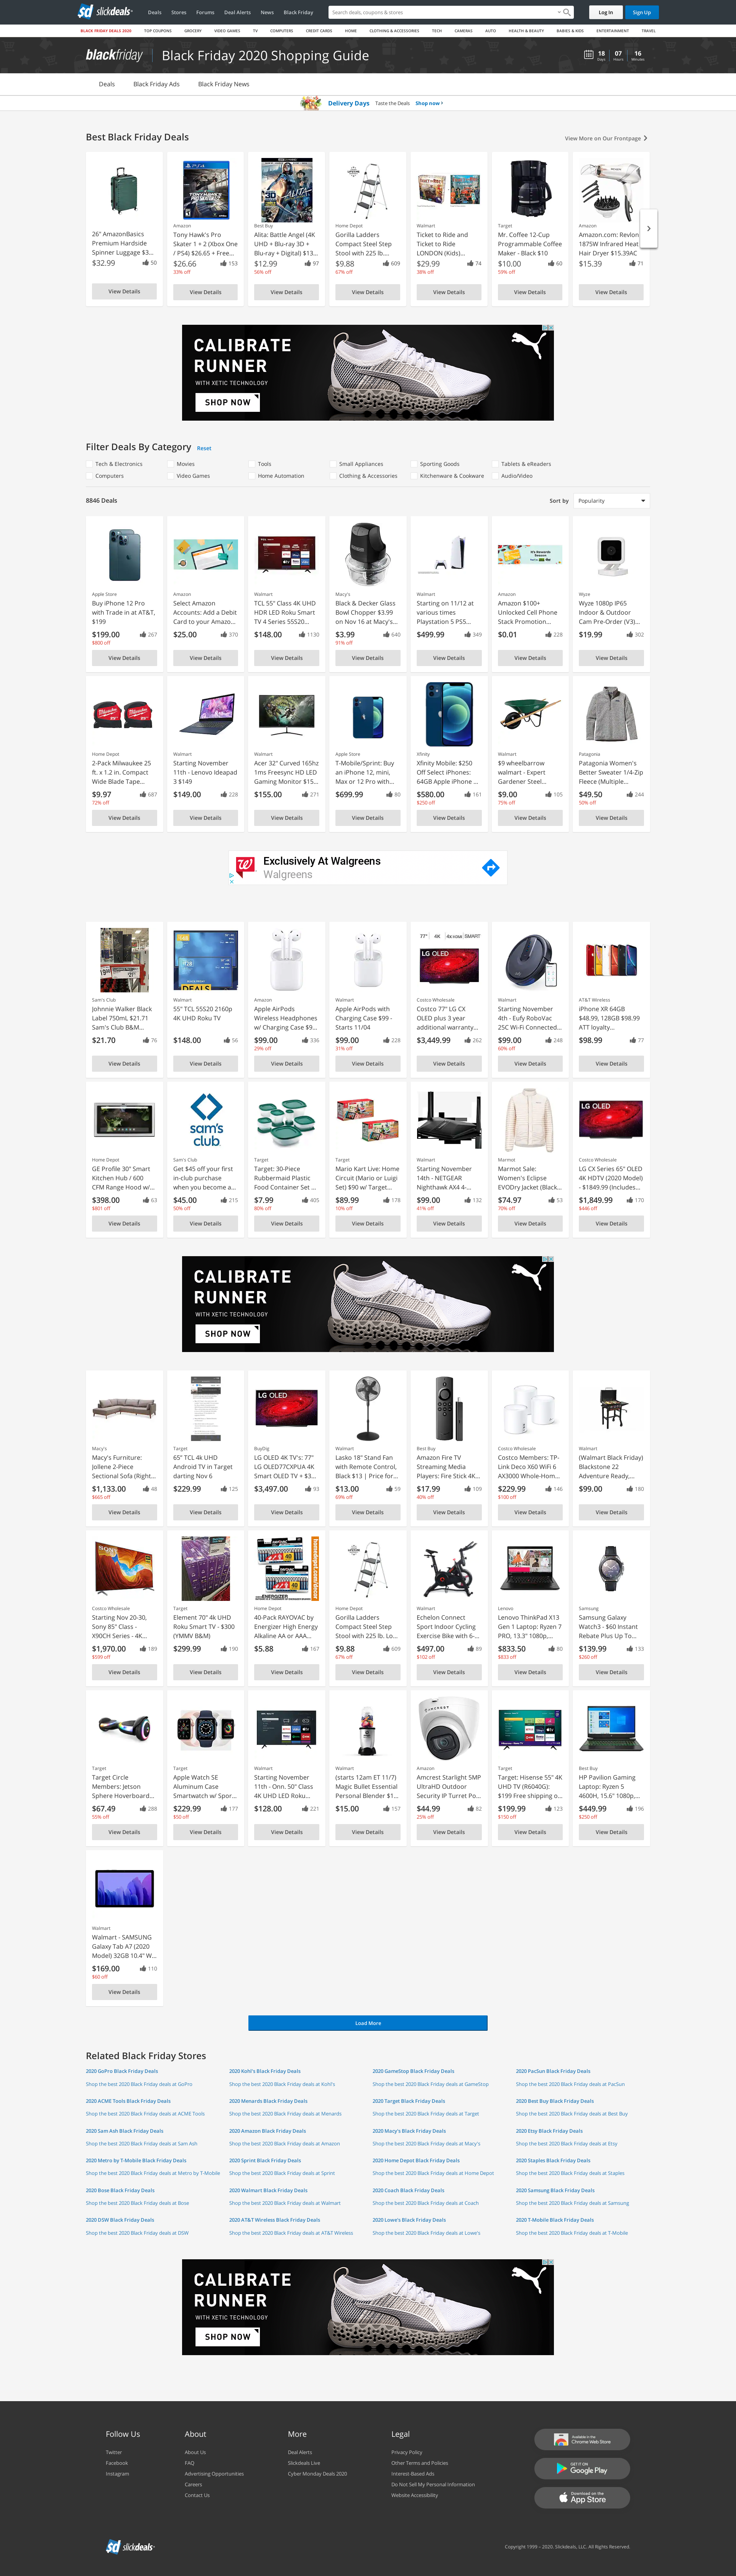 slickdeals
Deals Stores Forums Deal Alerts News Black Friday
Search deals, coupons & stores
Log In Sign Up
BLACK FRIDAY DEALS 2020 TOP COUPONS GROCERY VIDEO GAMES TV COMPUTERS CREDIT CARDS HOME CLOTHING & ACCESSORIES TECH CAMERAS AUTO HEALTH & BEAUTY BABIES & KIDS ENTERTAINMENT TRAVEL
blackfriday Black Friday 2020 Shopping Guide
18 Days 07 Hours 16 Minutes
Deals Black Friday Ads Black Friday News
Delivery Days Taste the Deals Shop now
Best Black Friday Deals
View More on Our Frontpage
26" AmazonBasics Premium Hardside Spinner Luggage $3...
$32.99 50
View Details
Amazon
Tony Hawk's Pro Skater 1 + 2 (Xbox One / PS4) $26.65 + Free...
$26.66 153
33% off
View Details
Best Buy
Alita: Battle Angel (4K UHD + Blu-ray 3D + Blu-ray + Digital) $13...
$12.99 97
56% off
View Details
Home Depot
Gorilla Ladders Compact Steel Step Stool with 225 lb....
$9.88 609
67% off
View Details
Walmart
Ticket to Ride and Ticket to Ride LONDON (Kids)...
$29.99 74
38% off
View Details
Target
Mr. Coffee 12-Cup Programmable Coffee Maker - Black $10
$10.00 60
59% off
View Details
Amazon
Amazon.com: Revlon 1875W Infrared Heat Hair Dryer $15.39AC
$15.39 71
View Details
CALIBRATE
RUNNER
WITH XETIC TECHNOLOGY
SHOP NOW
Filter Deals By Category Reset
Tech & Electronics Movies Tools Small Appliances Sporting Goods Tablets & eReaders
Computers Video Games Home Automation Clothing & Accessories Kitchenware & Cookware Audio/Video
8846 Deals
Sort by Popularity
Apple Store
Buy iPhone 12 Pro with Trade in at AT&T, $199
$199.00 267
$800 off
View Details
Amazon
Select Amazon Accounts: Add a Debit Card to your Amazo...
$25.00 370
View Details
Walmart
TCL 55" Class 4K UHD HDR LED Roku Smart TV 4 Series 55S20...
$148.00 1130
View Details
Macy's
Black & Decker Glass Bowl Chopper $3.99 on Nov 16 at Macy's...
$3.99 640
91% off
View Details
Walmart
Starting on 11/12 at various times Playstation 5 PS5...
$499.99 349
View Details
Amazon
Amazon $100+ Unlocked Cell Phone Stack Promotion...
$0.01 228
View Details
Wyze
Wyze 1080p IP65 Indoor & Outdoor Cam Pre-Order (V3)...
$19.99 302
View Details
Home Depot
2-Pack Milwaukee 25 ft. x 1.2 in. Compact Wide Blade Tape...
$9.97 687
72% off
View Details
Walmart
Starting November 11th - Lenovo Ideapad 3 $149
$149.00 228
View Details
Walmart
Acer 32" Curved 165hz 1ms Freesync HD LED Gaming Monitor $15...
$155.00 271
View Details
Apple Store
T-Mobile/Sprint: Buy an iPhone 12, mini, Max or 12 Pro with...
$699.99 80
View Details
Xfinity
Xfinity Mobile: $250 Off Select iPhones: 64GB Apple iPhone ...
$580.00 161
$250 off
View Details
Walmart
$9 wheelbarrow walmart - Expert Gardener Steel...
$9.00 105
75% off
View Details
Patagonia
Patagonia Women's Better Sweater 1/4-Zip Fleece (Multiple...
$49.50 244
50% off
View Details
Exclusively At Walgreens
Walgreens
Sam's Club
Johnnie Walker Black Label 750mL $21.71 Sam's Club B&M...
$21.70 76
View Details
Walmart
55" TCL 55S20 2160p 4K UHD Roku TV
$148.00 56
View Details
Amazon
Apple AirPods Wireless Headphones w/ Charging Case $9...
$99.00 336
29% off
View Details
Walmart
Apple AirPods with Charging Case $99 - Starts 11/04
$99.00 228
31% off
View Details
Costco Wholesale
Costco 77" LG CX OLED plus 3 year additional warranty...
$3,449.99 262
View Details
Walmart
Starting November 4th - Eufy RoboVac 25C Wi-Fi Connected...
$99.00 248
60% off
View Details
AT&T Wireless
iPhone XR 64GB $48.99, 128GB $98.99 ATT loyalty...
$98.99 77
View Details
Home Depot
GE Profile 30" Smart Kitchen Hub / 600 CFM Range Hood w/...
$398.00 63
$801 off
View Details
sam's club
Sam's Club
Get $45 off your first in-club purchase when you become a...
$45.00 215
50% off
View Details
Target
Target: 30-Piece Rubbermaid Plastic Food Container Set ...
$7.99 405
80% off
View Details
Target
Mario Kart Live: Home Circuit (Mario or Luigi Set) $90 w/ Target...
$89.99 178
10% off
View Details
Walmart
Starting November 14th - NETGEAR Nighthawk AX4 4-...
$99.00 132
41% off
View Details
Marmot
Marmot Sale: Women's Eclipse EVODry Jacket (Black...
$74.97 53
70% off
View Details
Costco Wholesale
LG CX Series 65" OLED 4K HDTV (2020 Model) - $1849.99 (Includes...
$1,849.99 170
$446 off
View Details
CALIBRATE
RUNNER
WITH XETIC TECHNOLOGY
SHOP NOW
Macy's
Macy's Furniture: Jollene 2-Piece Sectional Sofa (Right...
$1,133.00 48
$665 off
View Details
Target
65" TCL 4k UHD Android TV in Target darting Nov 6
$229.99 125
View Details
BuyDig
LG OLED 4K TV's: 77" LG OLED77CXPUA 4K Smart OLED TV + $3...
$3,497.00 93
View Details
Walmart
Lasko 18" Stand Fan with Remote Control, Black $13 | Price for...
$13.00 59
69% off
View Details
Best Buy
Amazon Fire TV Streaming Media Players: Fire Stick 4K...
$17.99 109
40% off
View Details
Costco Wholesale
Costco Members: TP-Link Deco X60 WiFi 6 AX3000 Whole-Hom...
$229.99 146
$100 off
View Details
Walmart
(Walmart Black Friday) Blackstone 22 Adventure Ready,...
$99.00 180
View Details
Costco Wholesale
Starting Nov 20-30, Sony 85" Class - X90CH Series - 4K...
$1,970.00 189
$599 off
View Details
Target
Element 70" 4k UHD Roku Smart TV - $300 (YMMV B&M)
$299.99 190
View Details
Home Depot
40-Pack RAYOVAC by Energizer High Energy Alkaline AA or AAA...
$5.88 167
View Details
Home Depot
Gorilla Ladders Compact Steel Step Stool with 225 lb. Lo...
$9.88 609
67% off
View Details
Walmart
Echelon Connect Sport Indoor Cycling Exercise Bike with 6-...
$497.00 89
$102 off
View Details
Lenovo
Lenovo ThinkPad X13 Gen 1 Laptop: Ryzen 7 PRO, 13.3" 1080p,...
$833.50 80
$833 off
View Details
Samsung
Samsung Galaxy Watch3 - $60 Instant Rebate Plus Up To...
$139.99 133
$260 off
View Details
Target
Target Circle Members: Jetson Sphere Hoverboard...
$67.49 288
55% off
View Details
Target
Apple Watch SE Aluminum Case Smartwatch w/ Spor...
$229.99 177
$50 off
View Details
Walmart
Starting November 11th - Onn. 50" Class 4K UHD LED Roku...
$128.00 221
View Details
Walmart
(starts 12am ET 11/7) Magic Bullet Essential Personal Blender $1...
$15.00 157
View Details
Amazon
Amcrest Starlight 5MP UltraHD Outdoor Security IP Turret Po...
$44.99 82
25% off
View Details
Target
Target: Hisense 55" 4K UHD TV (R6040G): $199 Free shipping o...
$199.99 123
$150 off
View Details
Best Buy
HP Pavilion Gaming Laptop: Ryzen 5 4600H, 15.6" 1080p,...
$449.99 196
$250 off
View Details
Walmart
Walmart - SAMSUNG Galaxy Tab A7 (2020 Model) 32GB 10.4" W...
$169.00 110
$60 off
View Details
Load More
Related Black Friday Stores
2020 GoPro Black Friday Deals 2020 Kohl's Black Friday Deals 2020 GameStop Black Friday Deals 2020 PacSun Black Friday Deals
Shop the best 2020 Black Friday deals at GoPro Shop the best 2020 Black Friday deals at Kohl's Shop the best 2020 Black Friday deals at GameStop Shop the best 2020 Black Friday deals at PacSun
2020 ACME Tools Black Friday Deals 2020 Menards Black Friday Deals 2020 Target Black Friday Deals 2020 Best Buy Black Friday Deals
Shop the best 2020 Black Friday deals at ACME Tools Shop the best 2020 Black Friday deals at Menards Shop the best 2020 Black Friday deals at Target Shop the best 2020 Black Friday deals at Best Buy
2020 Sam Ash Black Friday Deals 2020 Amazon Black Friday Deals 2020 Macy's Black Friday Deals 2020 Etsy Black Friday Deals
Shop the best 2020 Black Friday deals at Sam Ash Shop the best 2020 Black Friday deals at Amazon Shop the best 2020 Black Friday deals at Macy's Shop the best 2020 Black Friday deals at Etsy
2020 Metro by T-Mobile Black Friday Deals 2020 Sprint Black Friday Deals 2020 Home Depot Black Friday Deals 2020 Staples Black Friday Deals
Shop the best 2020 Black Friday deals at Metro by T-Mobile Shop the best 2020 Black Friday deals at Sprint Shop the best 2020 Black Friday deals at Home Depot Shop the best 2020 Black Friday deals at Staples
2020 Bose Black Friday Deals 2020 Walmart Black Friday Deals 2020 Coach Black Friday Deals 2020 Samsung Black Friday Deals
Shop the best 2020 Black Friday deals at Bose Shop the best 2020 Black Friday deals at Walmart Shop the best 2020 Black Friday deals at Coach Shop the best 2020 Black Friday deals at Samsung
2020 DSW Black Friday Deals 2020 AT&T Wireless Black Friday Deals 2020 Lowe's Black Friday Deals 2020 T-Mobile Black Friday Deals
Shop the best 2020 Black Friday deals at DSW Shop the best 2020 Black Friday deals at AT&T Wireless Shop the best 2020 Black Friday deals at Lowe's Shop the best 2020 Black Friday deals at T-Mobile
CALIBRATE
RUNNER
WITH XETIC TECHNOLOGY
SHOP NOW
Follow Us About More Legal
Twitter About Us Deal Alerts Privacy Policy
Facebook FAQ Slickdeals Live Other Terms and Policies
Instagram Advertising Opportunities Cyber Monday Deals 2020 Interest-Based Ads
Careers Do Not Sell My Personal Information
Contact Us Website Accessibility
Available in the Chrome Web Store
GET IT ON Google Play
Download on the App Store
slickdeals
Copyright 1999 - 2020. Slickdeals, LLC. All Rights Reserved.